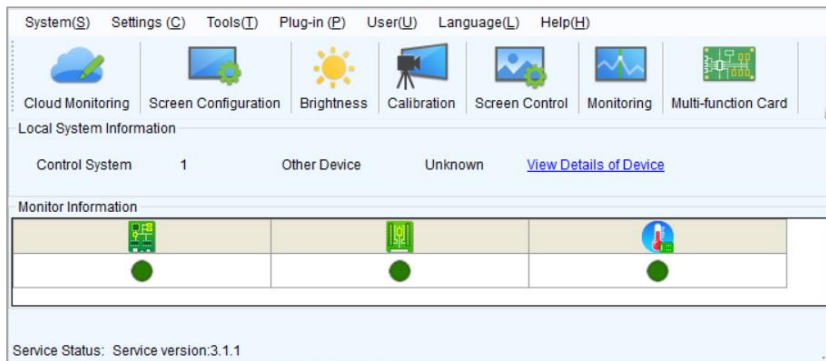 System(S) Settings (C) Tools(T) Plug-in (P) User(U) Language(L) Help(H)
Cloud Monitoring Screen Configuration Brightness Calibration Screen Control Monitoring Multi-function Card
Local System Information
Control System 1 Other Device Unknown View Details of Device
Monitor Information
Service Status: Service version:3.1.1